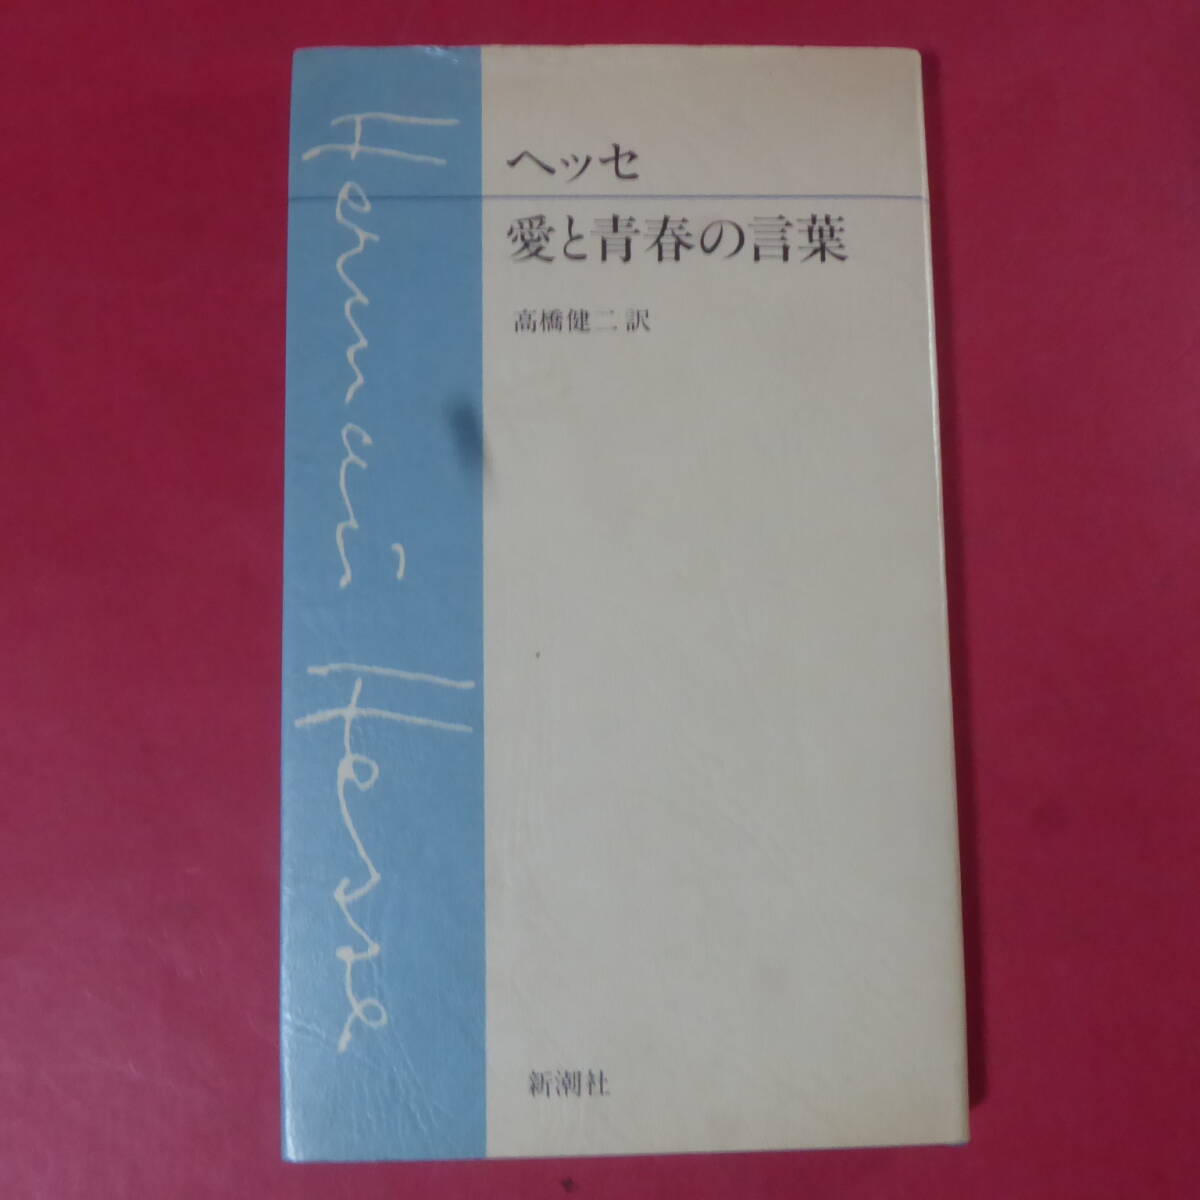 Hermann Hesse
ヘッセ
愛と青春の言葉
高橋健二 訳
新潮社